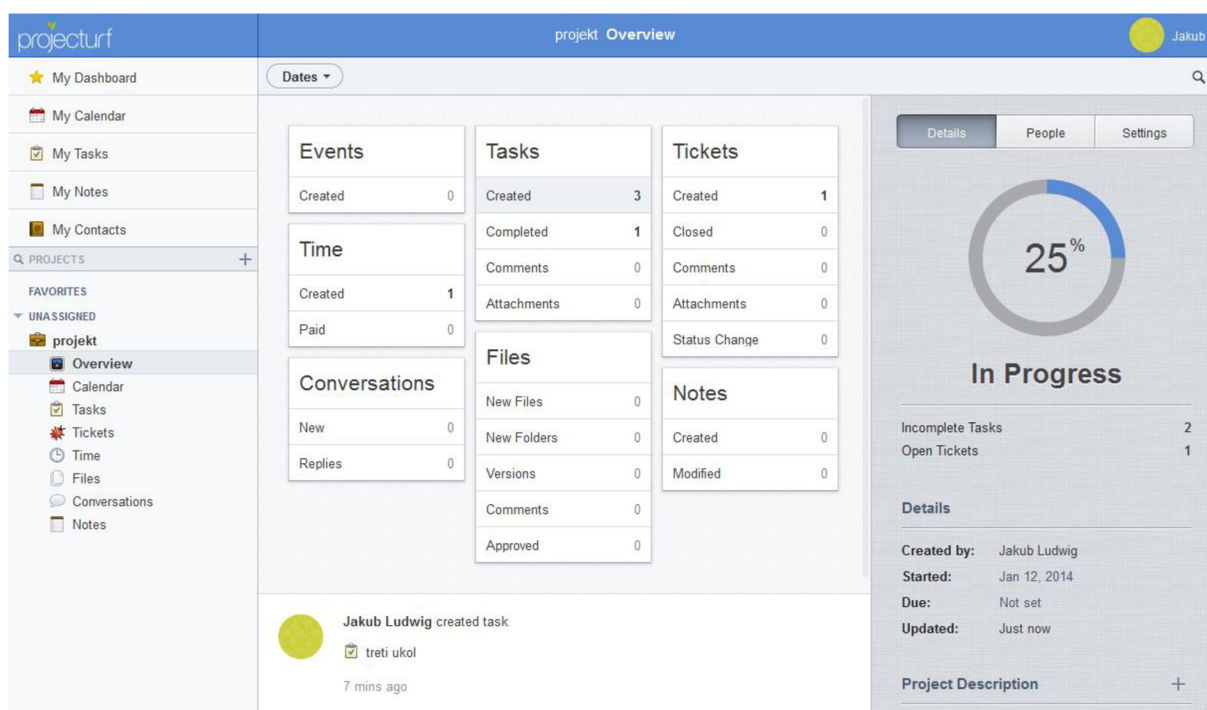 projecturf
projekt Overview
Jakub
My Dashboard
My Calendar
My Tasks
My Notes
My Contacts
PROJECTS
FAVORITES
UNASSIGNED
projekt
Overview
Calendar
Tasks
Tickets
Time
Files
Conversations
Notes
Dates
Events
Created 0
Time
Created 1
Paid 0
Conversations
New 0
Replies 0
Tasks
Created 3
Completed 1
Comments 0
Attachments 0
Files
New Files 0
New Folders 0
Versions 0
Comments 0
Approved 0
Tickets
Created 1
Closed 0
Comments 0
Attachments 0
Status Change 0
Notes
Created 0
Modified 0
Jakub Ludwig created task
treti ukol
7 mins ago
Details People Settings
25%
In Progress
Incomplete Tasks 2
Open Tickets 1
Details
Created by: Jakub Ludwig
Started: Jan 12, 2014
Due: Not set
Updated: Just now
Project Description